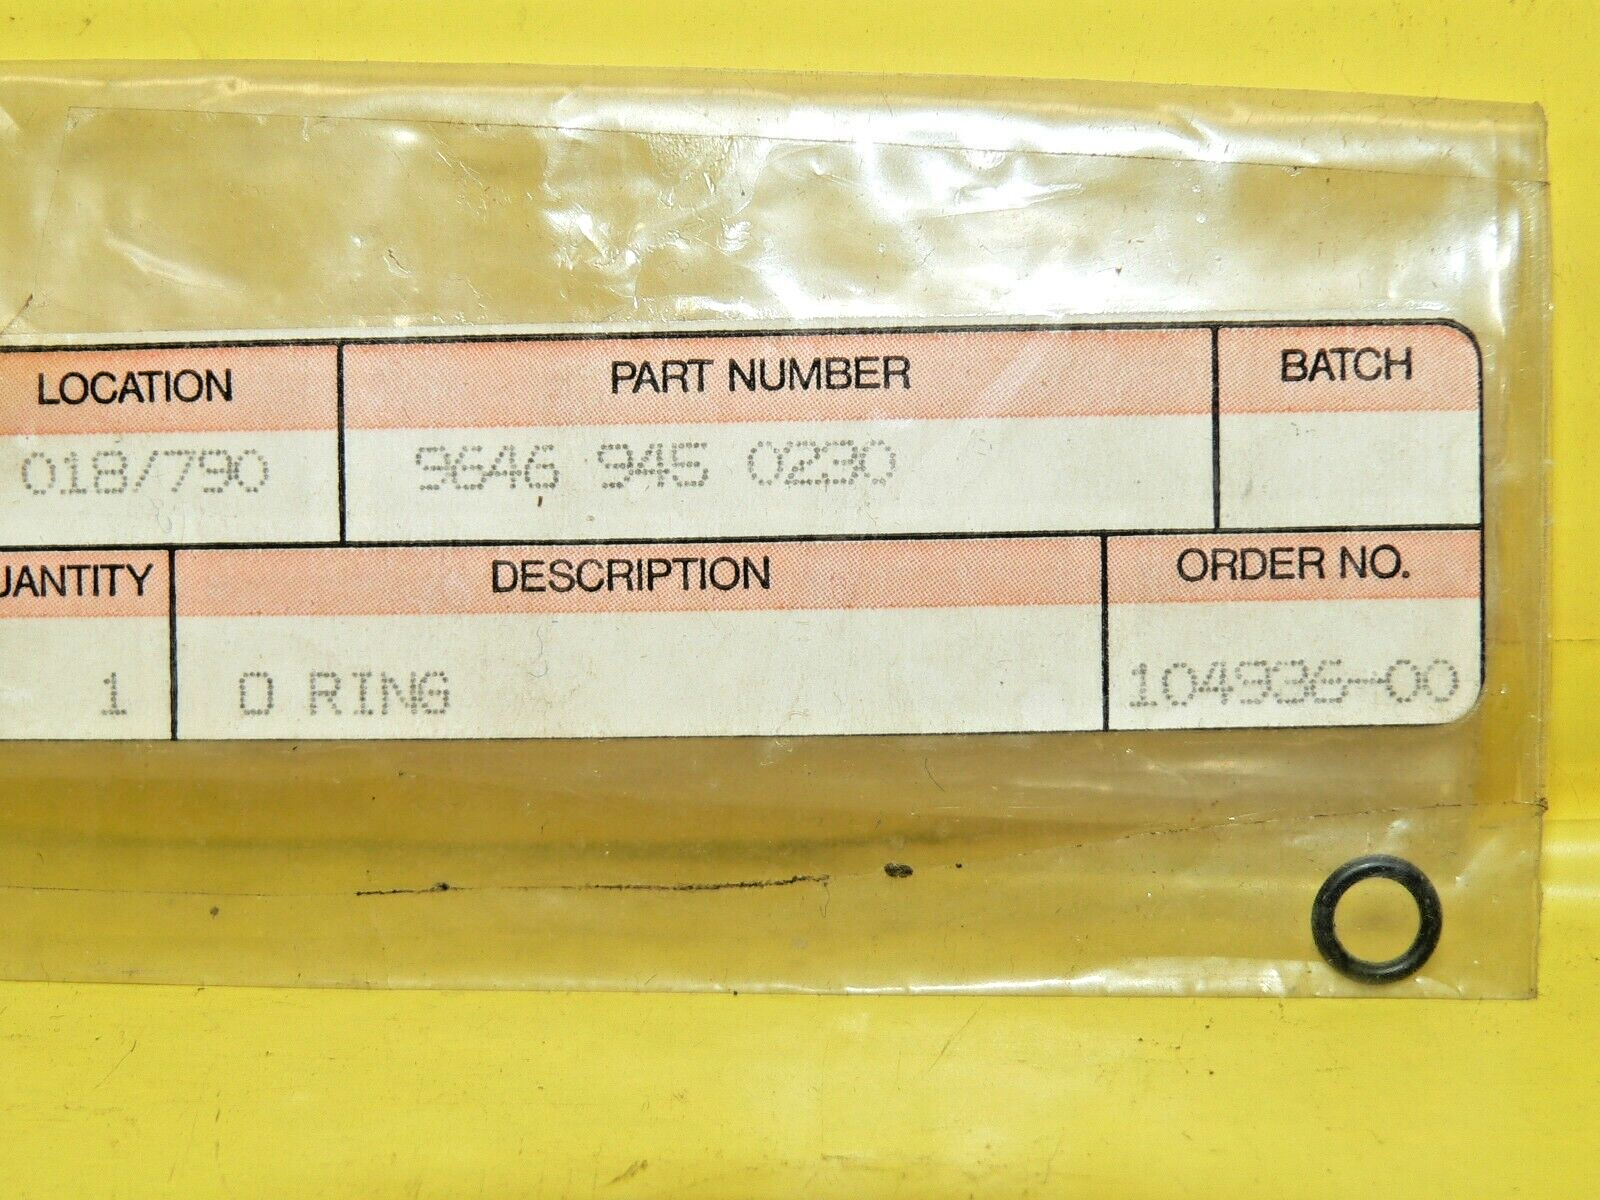 LOCATION PART NUMBER BATCH
018/790 9646 945 0230
UANTITY DESCRIPTION ORDER NO.
1 O RING 104936-00